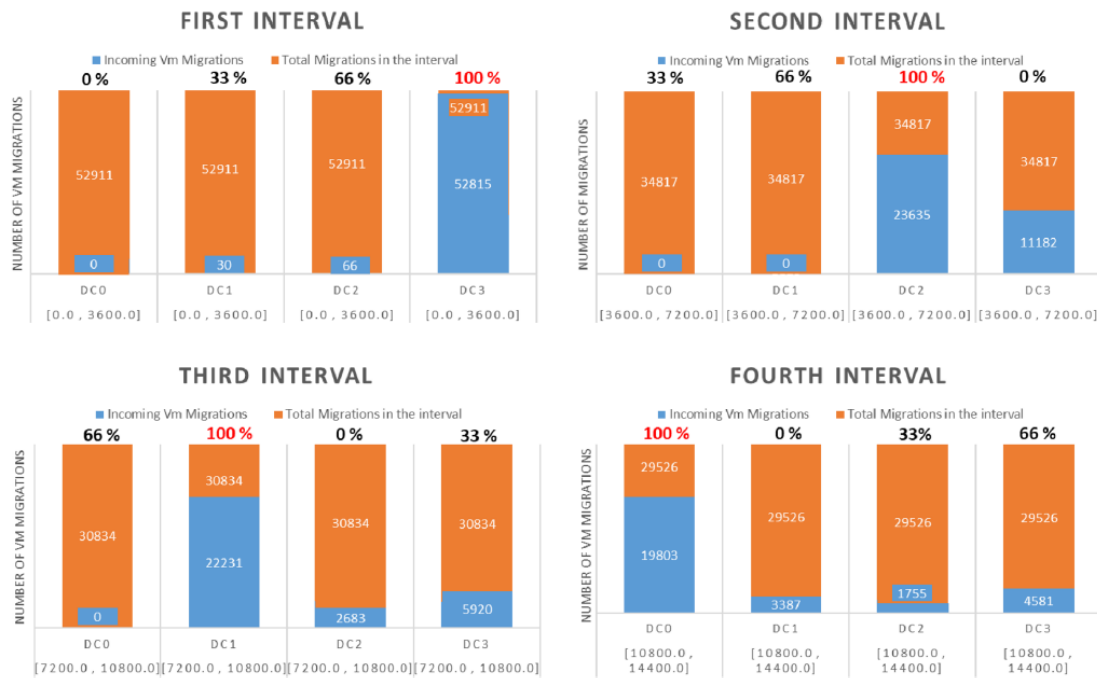 FIRST INTERVAL
Incoming Vm Migrations Total Migrations in the interval
0 % 33 % 66 % 100 %
NUMBER OF VM MIGRATIONS
52911 52911 52911 52911
52815
0 30 66
DC0 DC1 DC2 DC3
[0.0 , 3600.0] [0.0 , 3600.0] [0.0 , 3600.0] [0.0 , 3600.0]
SECOND INTERVAL
Incoming Vm Migrations Total Migrations in the interval
33 % 66 % 100 % 0 %
NUMBER OF MIGRATIONS
34817 34817 34817 34817
0 0 23635 11182
DC0 DC1 DC2 DC3
[3600.0 , 7200.0] [3600.0 , 7200.0] [3600.0 , 7200.0] [3600.0 , 7200.0]
THIRD INTERVAL
Incoming Vm Migrations Total Migrations in the interval
66 % 100 % 0 % 33 %
NUMBER OF VM MIGRATIONS
30834 30834 30834 30834
0 22231 2683 5920
DC0 DC1 DC2 DC3
[7200.0 , 10800.0] [7200.0 , 10800.0] [7200.0 , 10800.0] [7200.0 , 10800.0]
FOURTH INTERVAL
Incoming Vm Migrations Total Migrations in the interval
100 % 0 % 33% 66 %
NUMBER OF VM MIGRATIONS
29526 29526 29526 29526
19803 3387 1755 4581
DC0 DC1 DC2 DC3
[10800.0 , [10800.0 , [10800.0 , [10800.0 ,
14400.0] 14400.0] 14400.0] 14400.0]